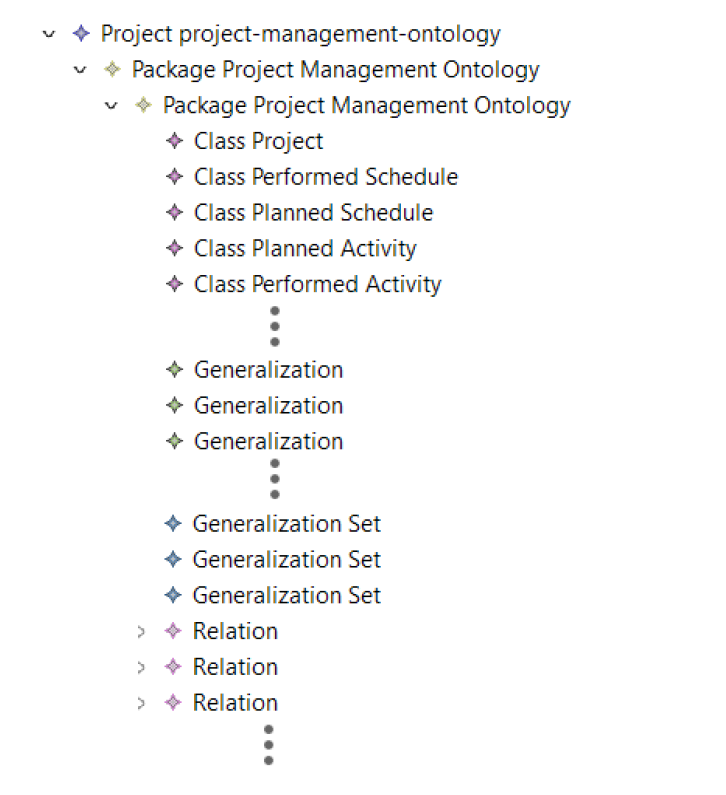 Project project-management-ontology
Package Project Management Ontology
Package Project Management Ontology
Class Project
Class Performed Schedule
Class Planned Schedule
Class Planned Activity
Class Performed Activity
Generalization
Generalization
Generalization
Generalization Set
Generalization Set
Generalization Set
Relation
Relation
Relation